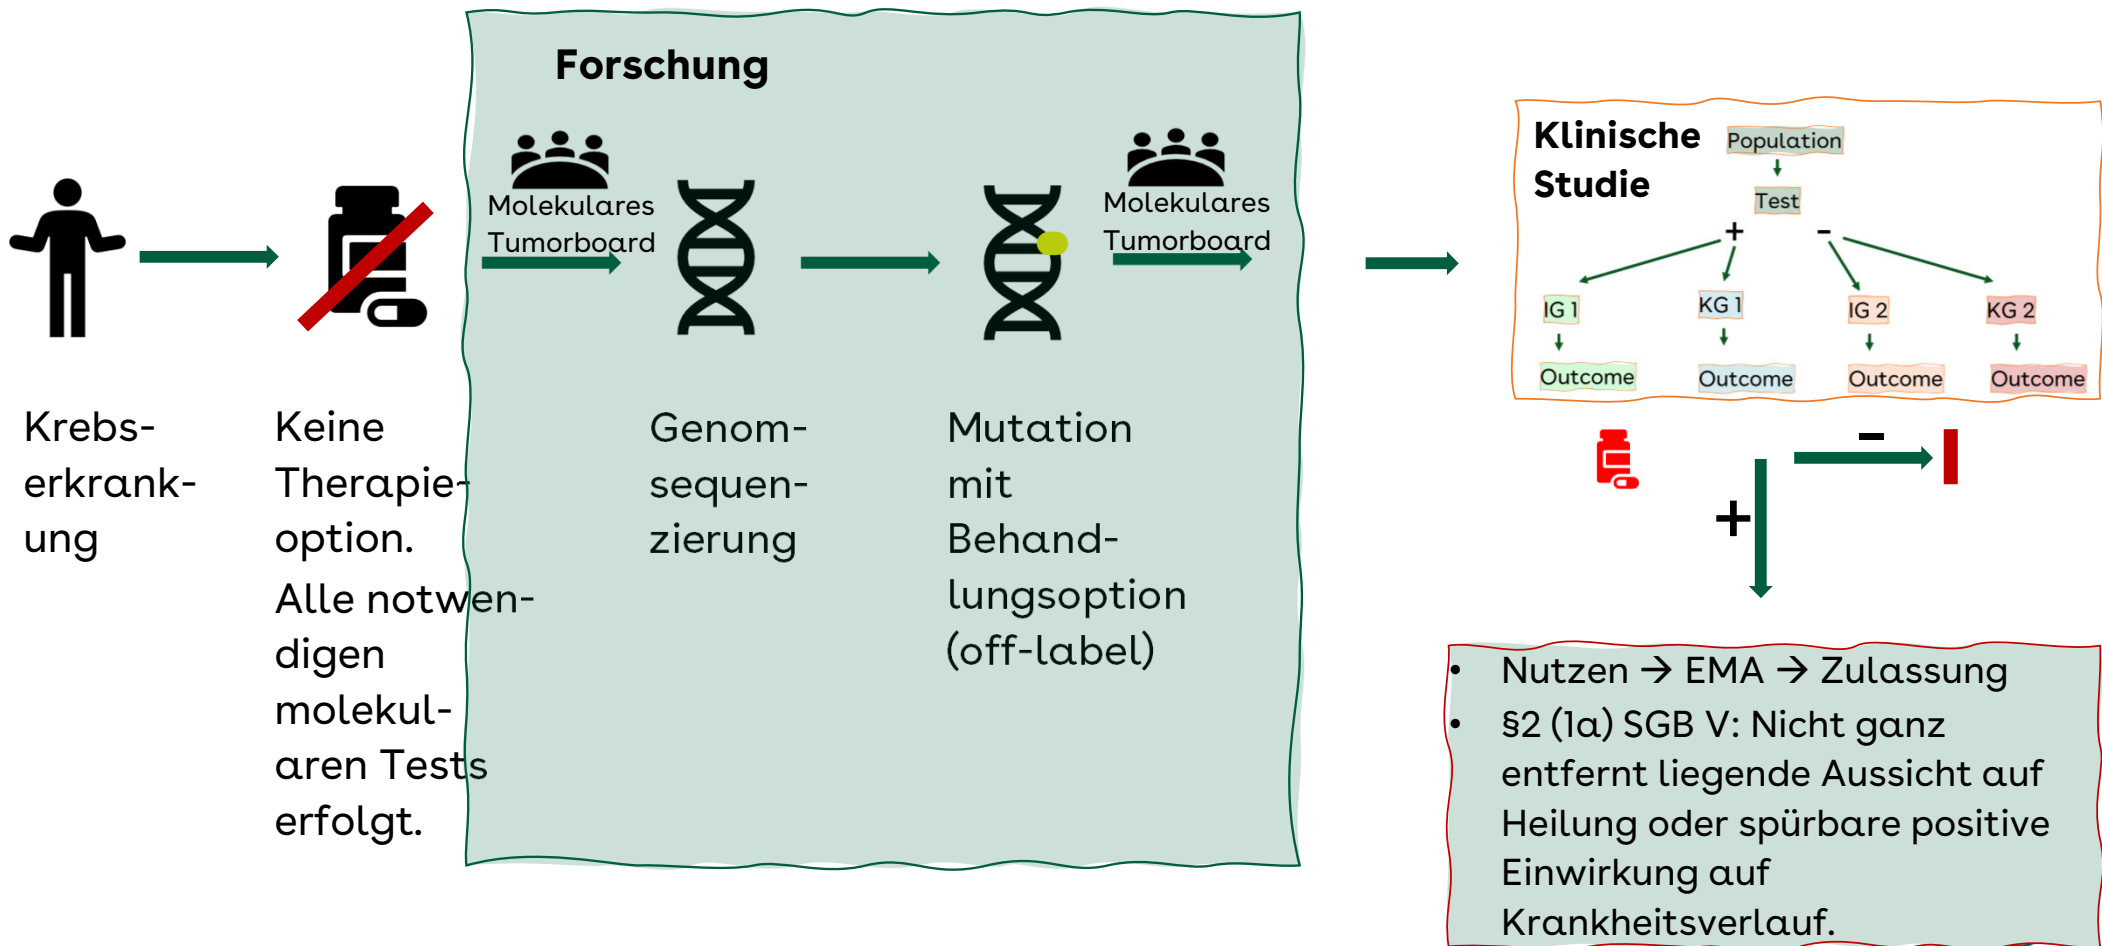 Forschung
Molekulares
Tumorboard
Molekulares
Tumorboard
Krebs-
erkrank-
ung
Keine
Therapie-
option.
Alle notwen-
digen
molekul-
aren Tests
erfolgt.
Genom-
sequen-
zierung
Mutation
mit
Behand-
lungsoption
(off-label)
Klinische
Studie
Population
Test
+ -
IG 1 KG 1 IG 2 KG 2
Outcome Outcome Outcome Outcome
-
+
• Nutzen → EMA → Zulassung
• §2 (1a) SGB V: Nicht ganz
entfernt liegende Aussicht auf
Heilung oder spürbare positive
Einwirkung auf
Krankheitsverlauf.